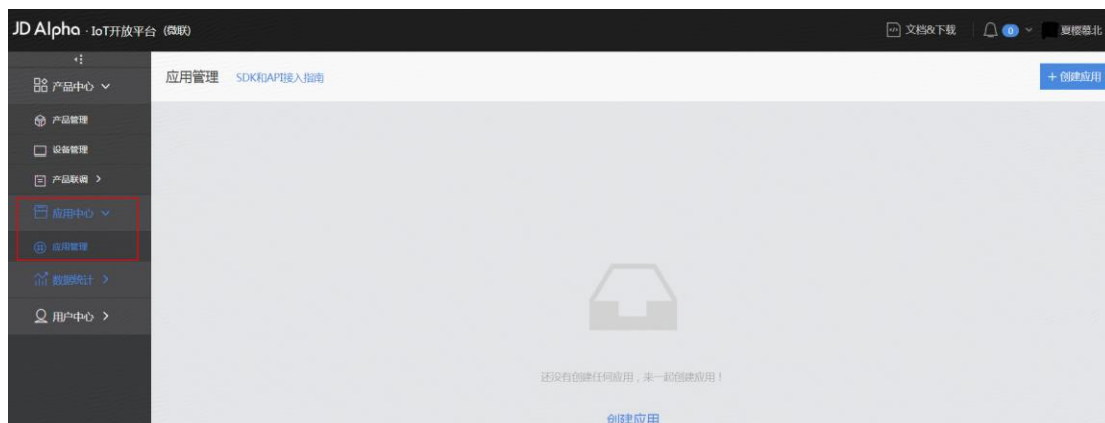 JD Alpha · IoT开放平台 (微联)
文档&下载
0
夏樱慕北
产品中心
应用管理
SDK和API接入指南
+ 创建应用
产品管理
设备管理
产品联调
应用中心
应用管理
数据统计
用户中心
还没有创建任何应用，来一起创建应用！
创建应用